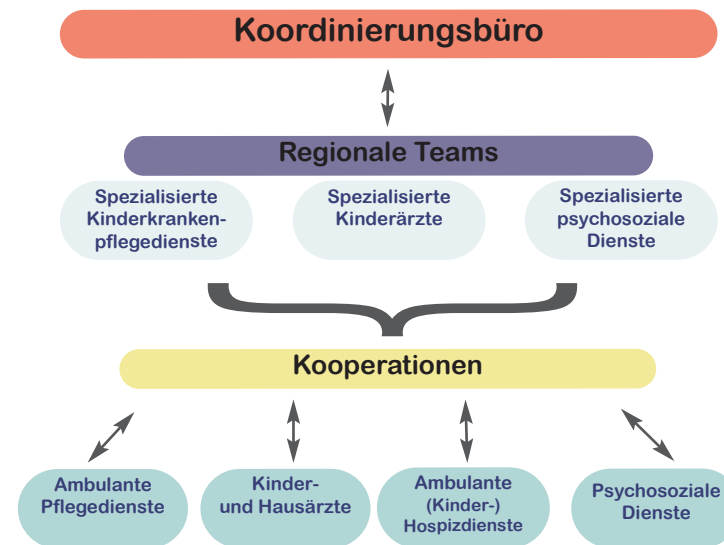 Koordinierungsbüro
Regionale Teams
Spezialisierte
Kinderkranken-
pflegedienste
Spezialisierte
Kinderärzte
Spezialisierte
psychosoziale
Dienste
Kooperationen
Ambulante
Pflegedienste
Kinder-
und Hausärzte
Ambulante
(Kinder-)
Hospizdienste
Psychosoziale
Dienste